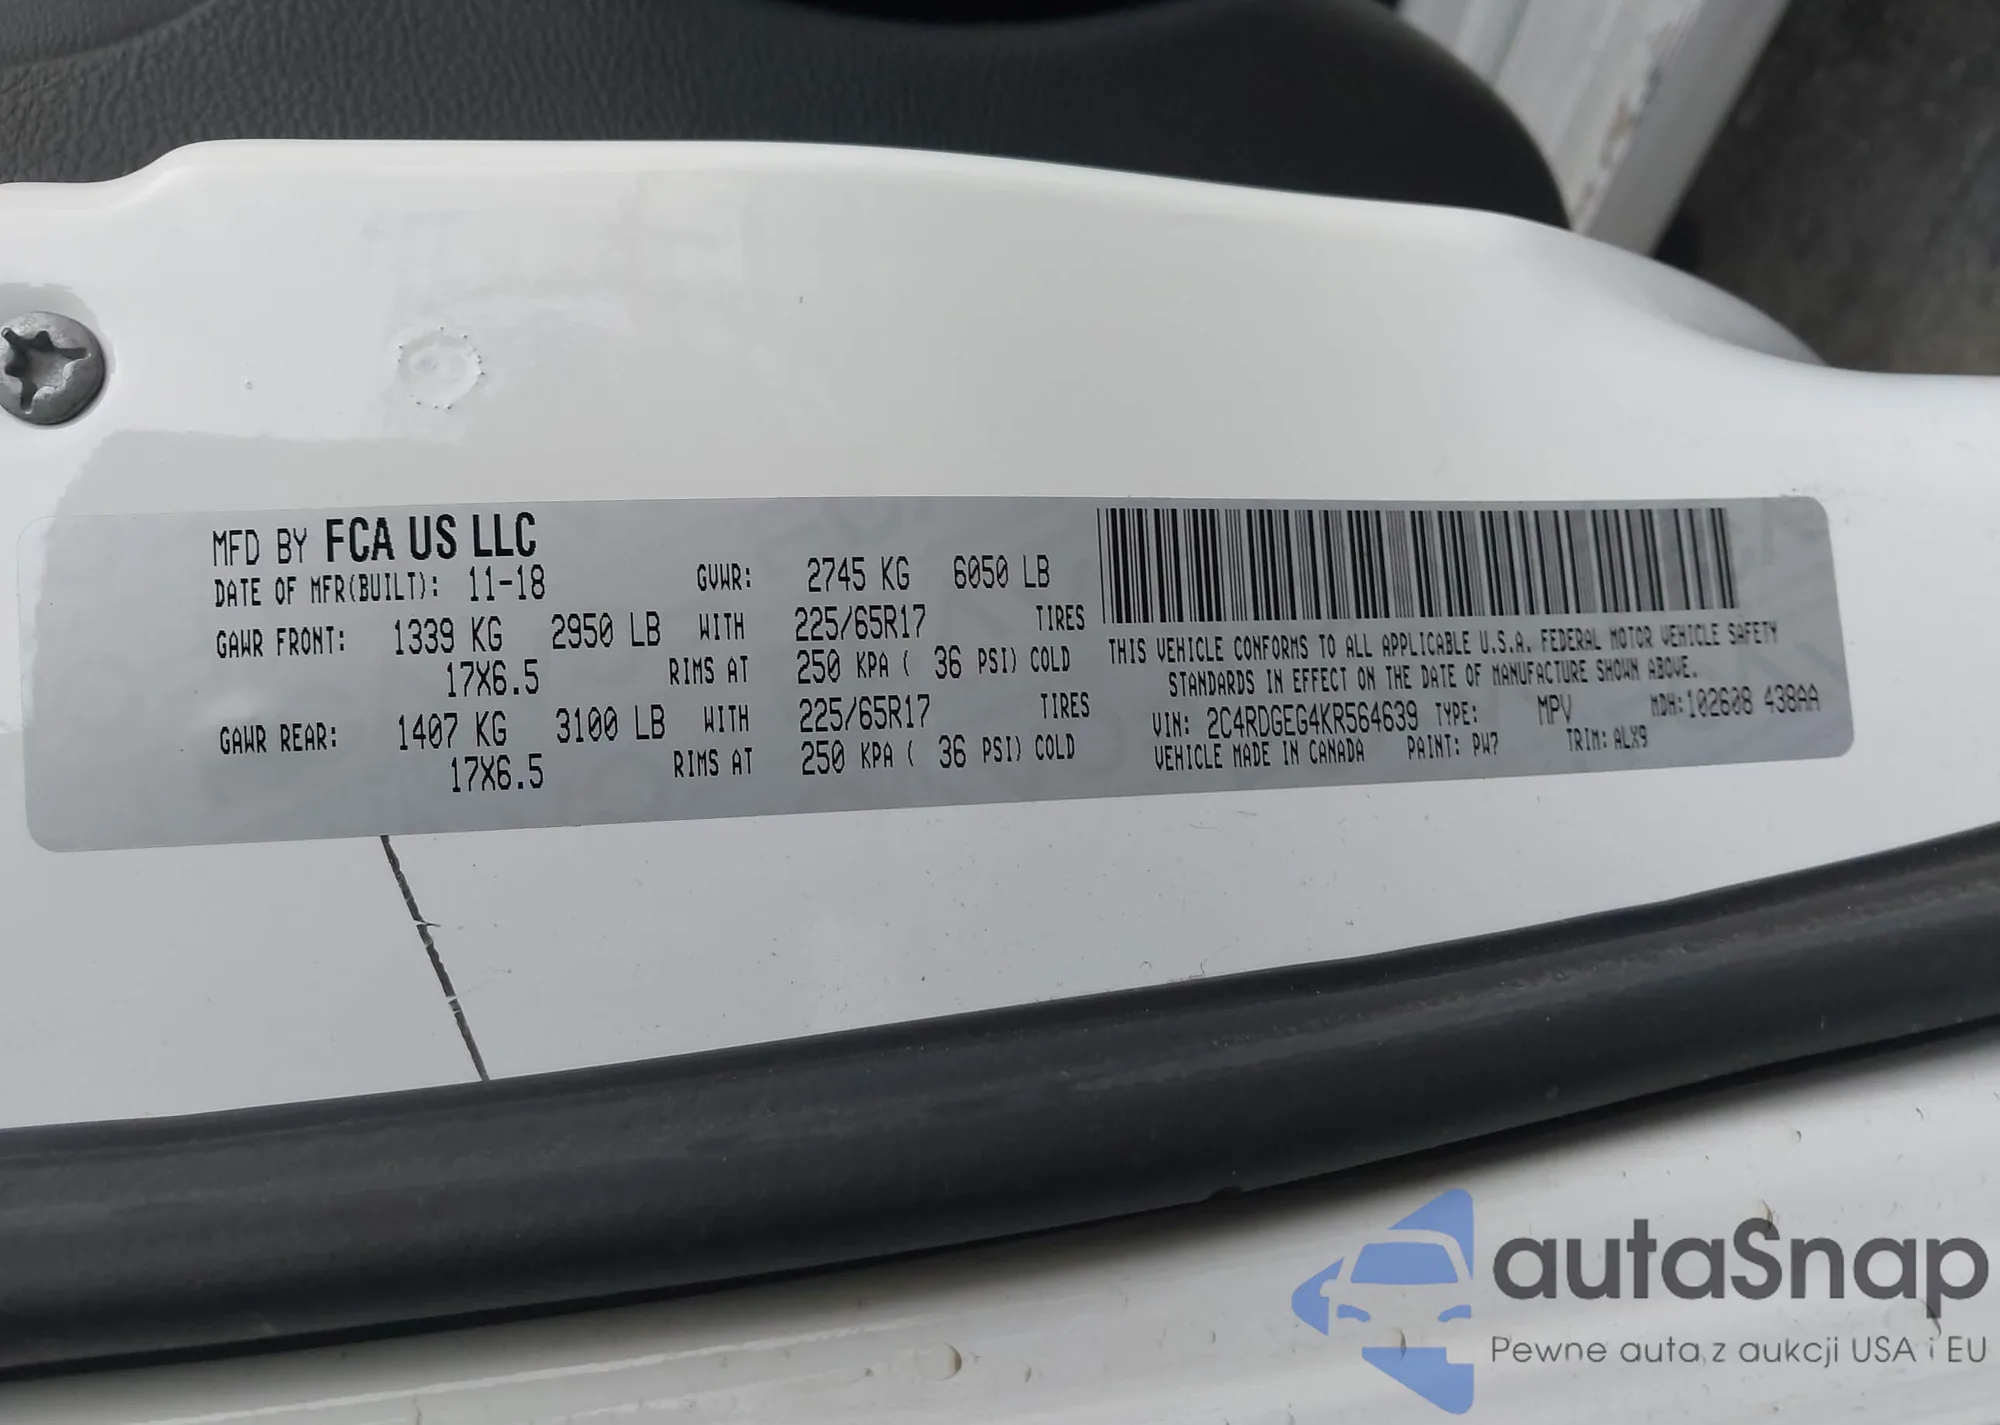 MFD BY FCA US LLC
DATE OF MFR(BUILT): 11-18 GVWR: 2745 KG 6050 LB
GAWR FRONT: 1339 KG 2950 LB WITH 225/65R17 TIRES
17X6.5 RIMS AT 250 KPA ( 36 PSI) COLD
GAWR REAR: 1407 KG 3100 LB WITH 225/65R17 TIRES
17X6.5 RIMS AT 250 KPA ( 36 PSI) COLD
THIS VEHICLE CONFORMS TO ALL APPLICABLE U.S.A. FEDERAL MOTOR VEHICLE SAFETY
STANDARDS IN EFFECT ON THE DATE OF MANUFACTURE SHOWN ABOVE.
VIN: 2C4RDGEG4KR564639 TYPE: MPV MDH:102608 438AA
VEHICLE MADE IN CANADA PAINT: PW7 TRIM: ALX9
autaSnap
Pewne auta z aukcji USA i EU